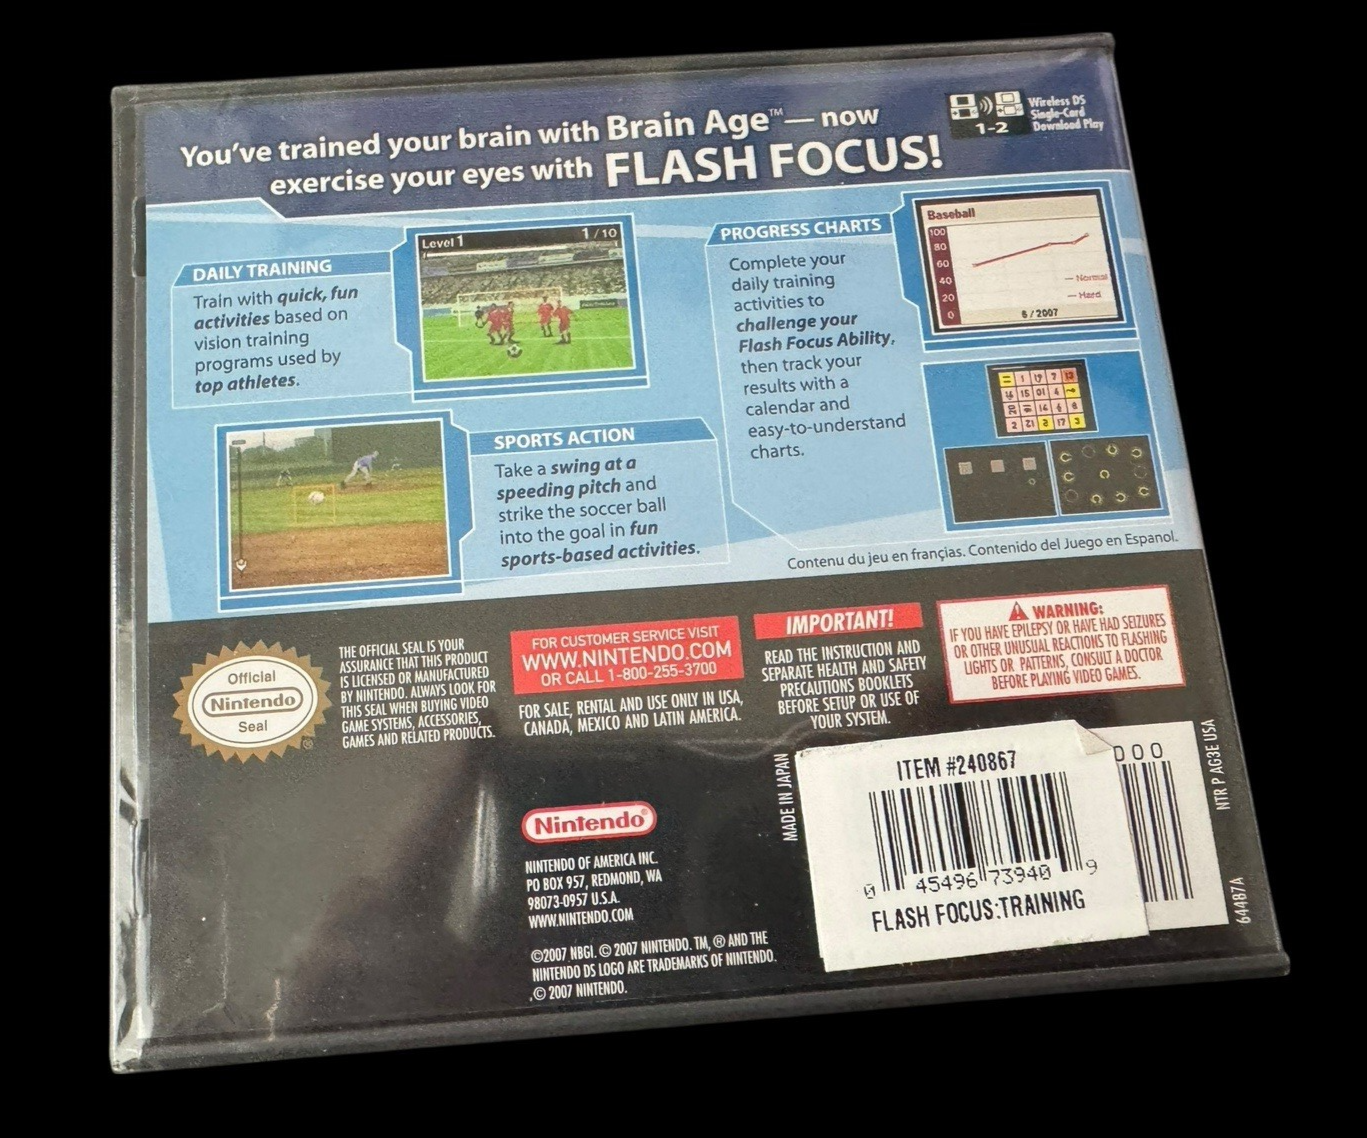 You've trained your brain with Brain Age™— now
exercise your eyes with FLASH FOCUS!
Wireless DS
Single-Card
Download Play
1-2
DAILY TRAINING
Train with quick, fun
activities based on
vision training
programs used by
top athletes.
Level 1
1 / 10
SPORTS ACTION
Take a swing at a
speeding pitch and
strike the soccer ball
into the goal in fun
sports-based activities.
PROGRESS CHARTS
Complete your
daily training
activities to
challenge your
Flash Focus Ability,
then track your
results with a
calendar and
easy-to-understand
charts.
Baseball
100
80
60
40
20
0
Normal
Hard
6 / 2007
Contenu du jeu en françias. Contenido del Juego en Espanol.
Official
Nintendo
Seal
®
THE OFFICIAL SEAL IS YOUR
ASSURANCE THAT THIS PRODUCT
IS LICENSED OR MANUFACTURED
BY NINTENDO. ALWAYS LOOK FOR
THIS SEAL WHEN BUYING VIDEO
GAME SYSTEMS, ACCESSORIES,
GAMES AND RELATED PRODUCTS.
FOR CUSTOMER SERVICE VISIT
WWW.NINTENDO.COM
OR CALL 1-800-255-3700
FOR SALE, RENTAL AND USE ONLY IN USA,
CANADA, MEXICO AND LATIN AMERICA.
IMPORTANT!
READ THE INSTRUCTION AND
SEPARATE HEALTH AND SAFETY
PRECAUTIONS BOOKLETS
BEFORE SETUP OR USE OF
YOUR SYSTEM.
WARNING:
IF YOU HAVE EPILEPSY OR HAVE HAD SEIZURES
OR OTHER UNUSUAL REACTIONS TO FLASHING
LIGHTS OR PATTERNS, CONSULT A DOCTOR
BEFORE PLAYING VIDEO GAMES.
Nintendo
NINTENDO OF AMERICA INC.
PO BOX 957, REDMOND, WA
98073-0957 U.S.A.
WWW.NINTENDO.COM
©2007 NBGI. © 2007 NINTENDO. TM, ® AND THE
NINTENDO DS LOGO ARE TRADEMARKS OF NINTENDO.
© 2007 NINTENDO.
MADE IN JAPAN
ITEM #240867
0 45496 73940 9
FLASH FOCUS:TRAINING
NTR P AG3E USA
64487A